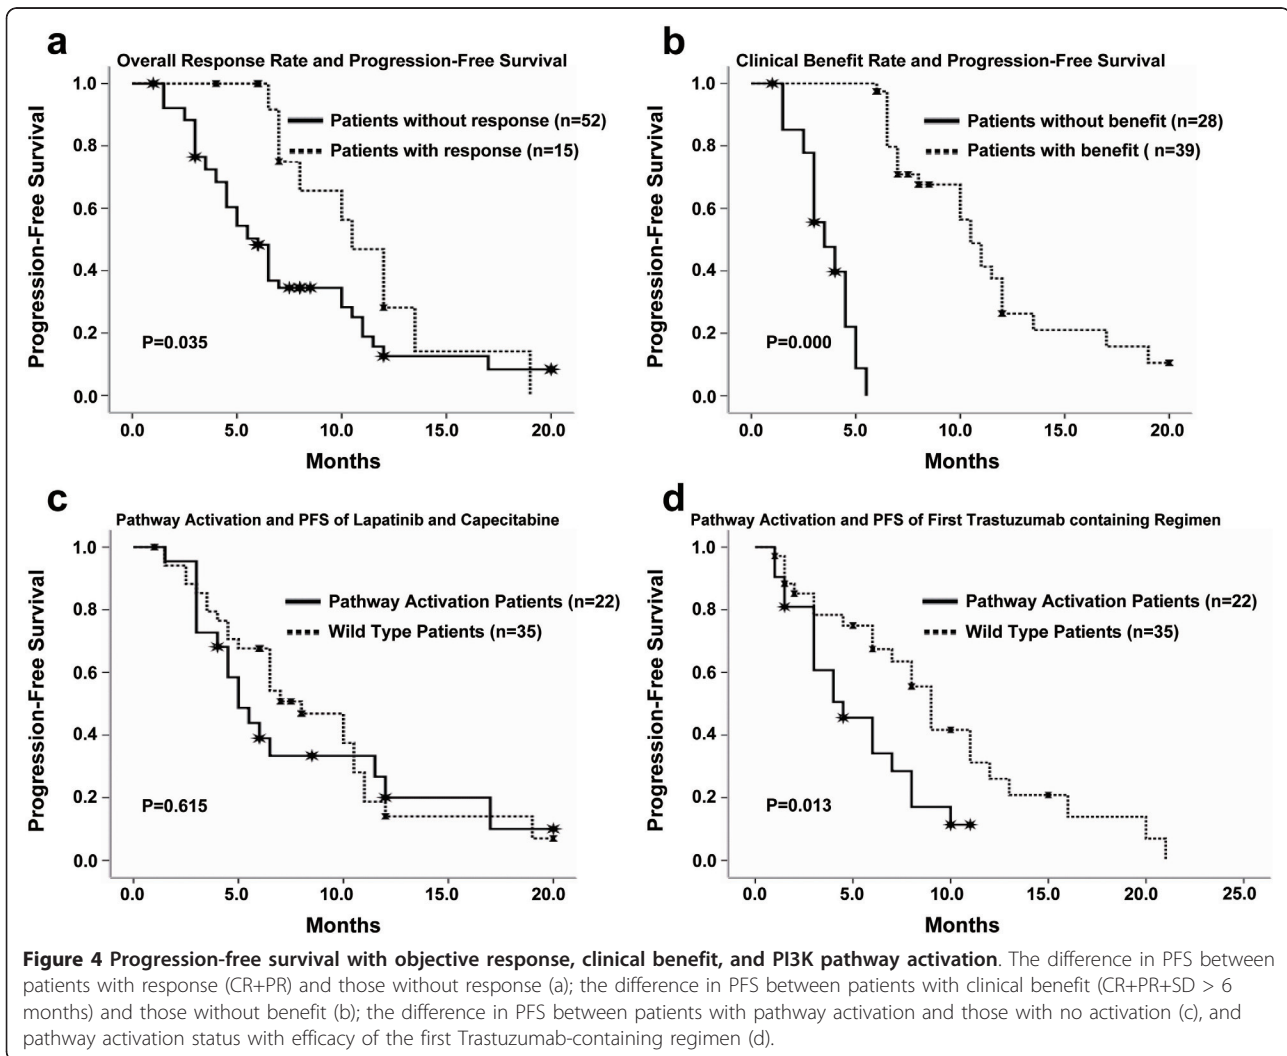 a
Overall Response Rate and Progression-Free Survival
Progression-Free Survival
1.0
0.8
0.6
0.4
0.2
0.0
Patients without response (n=52)
Patients with response (n=15)
P=0.035
0.0 5.0 10.0 15.0 20.0
Months
b
Clinical Benefit Rate and Progression-Free Survival
Progression-Free Survival
1.0
0.8
0.6
0.4
0.2
0.0
Patients without benefit (n=28)
Patients with benefit ( n=39)
P=0.000
0.0 5.0 10.0 15.0 20.0
Months
c
Pathway Activation and PFS of Lapatinib and Capecitabine
Progression-Free Survival
1.0
0.8
0.6
0.4
0.2
0.0
Pathway Activation Patients (n=22)
Wild Type Patients (n=35)
P=0.615
0.0 5.0 10.0 15.0 20.0
Months
d
Pathway Activation and PFS of First Trastuzumab containing Regimen
Progression-Free Survival
1.0
0.8
0.6
0.4
0.2
0.0
Pathway Activation Patients (n=22)
Wild Type Patients (n=35)
P=0.013
0.0 5.0 10.0 15.0 20.0 25.0
Months
Figure 4 Progression-free survival with objective response, clinical benefit, and PI3K pathway activation. The difference in PFS between
patients with response (CR+PR) and those without response (a); the difference in PFS between patients with clinical benefit (CR+PR+SD > 6
months) and those without benefit (b); the difference in PFS between patients with pathway activation and those with no activation (c), and
pathway activation status with efficacy of the first Trastuzumab-containing regimen (d).